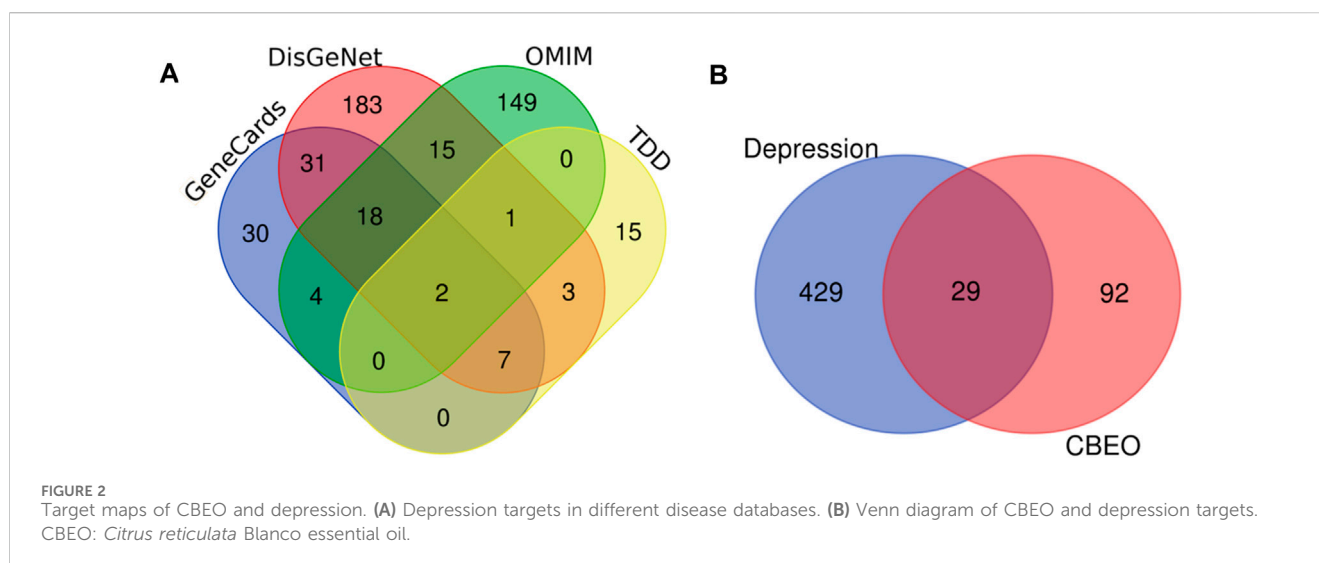 A
DisGeNet
OMIM
GeneCards
TDD
183
149
31
15
0
30
18
1
15
4
2
3
0
7
0
B
Depression
429
29
92
CBEO
FIGURE 2
Target maps of CBEO and depression. (A) Depression targets in different disease databases. (B) Venn diagram of CBEO and depression targets.
CBEO: Citrus reticulata Blanco essential oil.